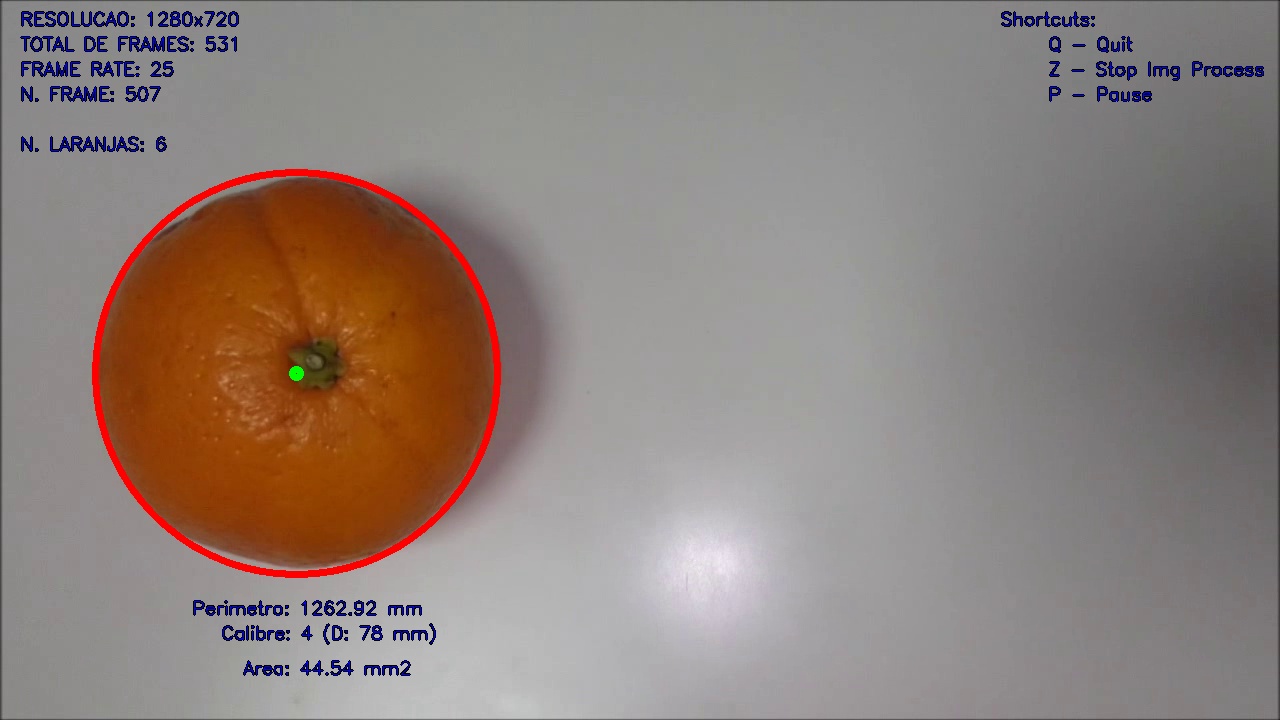 RESOLUCAO: 1280x720
TOTAL DE FRAMES: 531
FRAME RATE: 25
N. FRAME: 507
N. LARANJAS: 6
Shortcuts:
Q - Quit
Z - Stop Img Process
P - Pause
Perimetro: 1262.92 mm
Calibre: 4 (D: 78 mm)
Area: 44.54 mm2